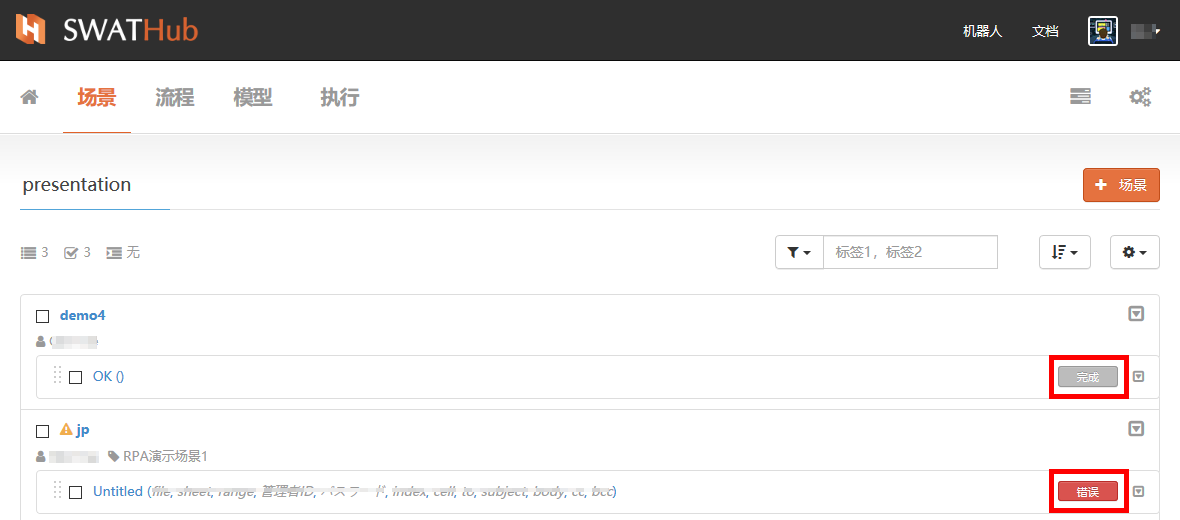 SWATHub 机器人 文档
场景 流程 模型 执行
presentation
+ 场景
3 3 无 标签1，标签2
demo4
OK () 完成
jp
RPA演示场景1
Untitled (file, sheet, range, 管理者ID, パスワード, index, cell, to, subject, body, cc, bcc) 错误